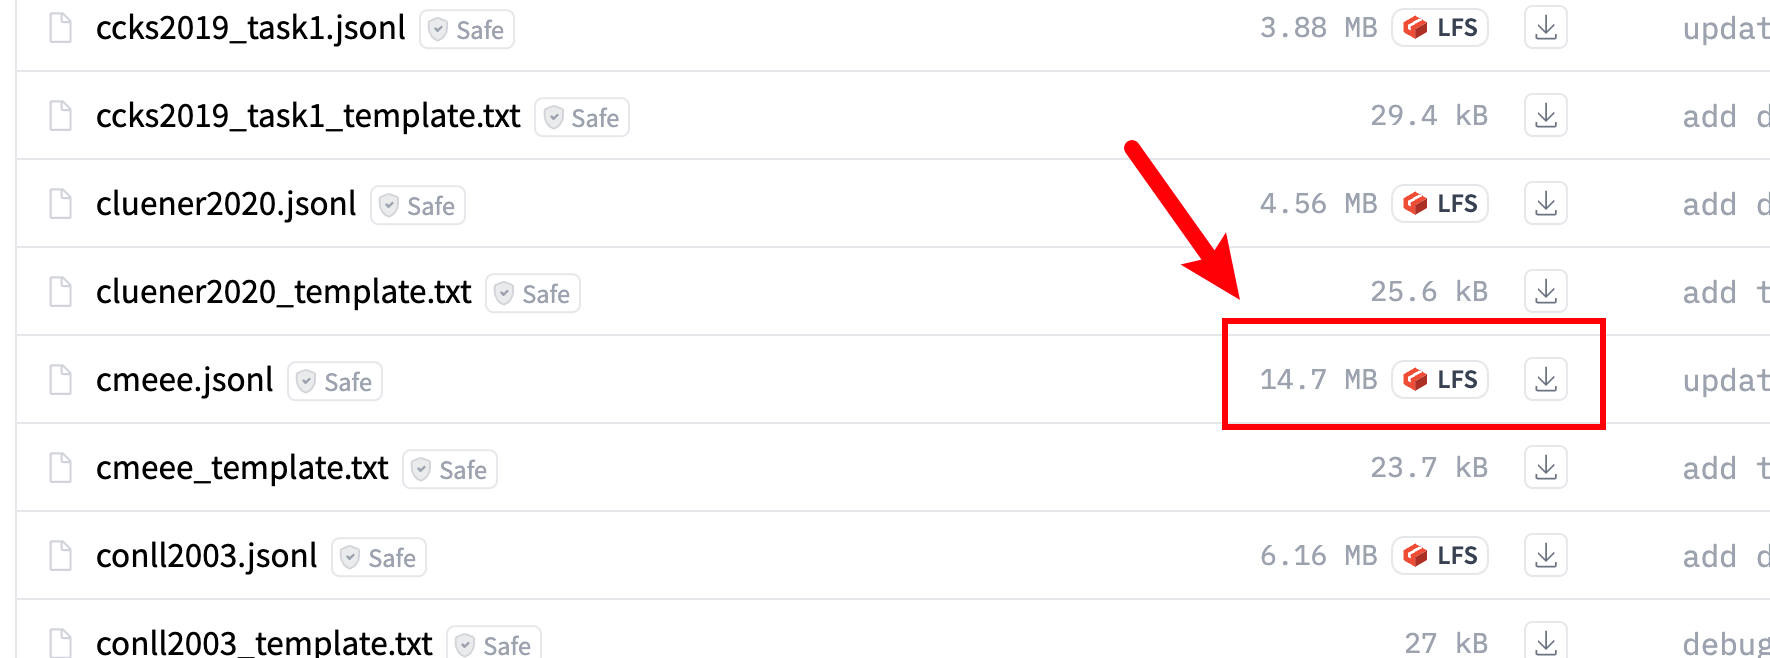 ccks2019_task1.jsonl Safe 3.88 MB LFS updat
ccks2019_task1_template.txt Safe 29.4 kB add d
cluener2020.jsonl Safe 4.56 MB LFS add d
cluener2020_template.txt Safe 25.6 kB add t
cmeee.jsonl Safe 14.7 MB LFS updat
cmeee_template.txt Safe 23.7 kB add t
conll2003.jsonl Safe 6.16 MB LFS add d
conll2003_template.txt Safe 27 kB debug